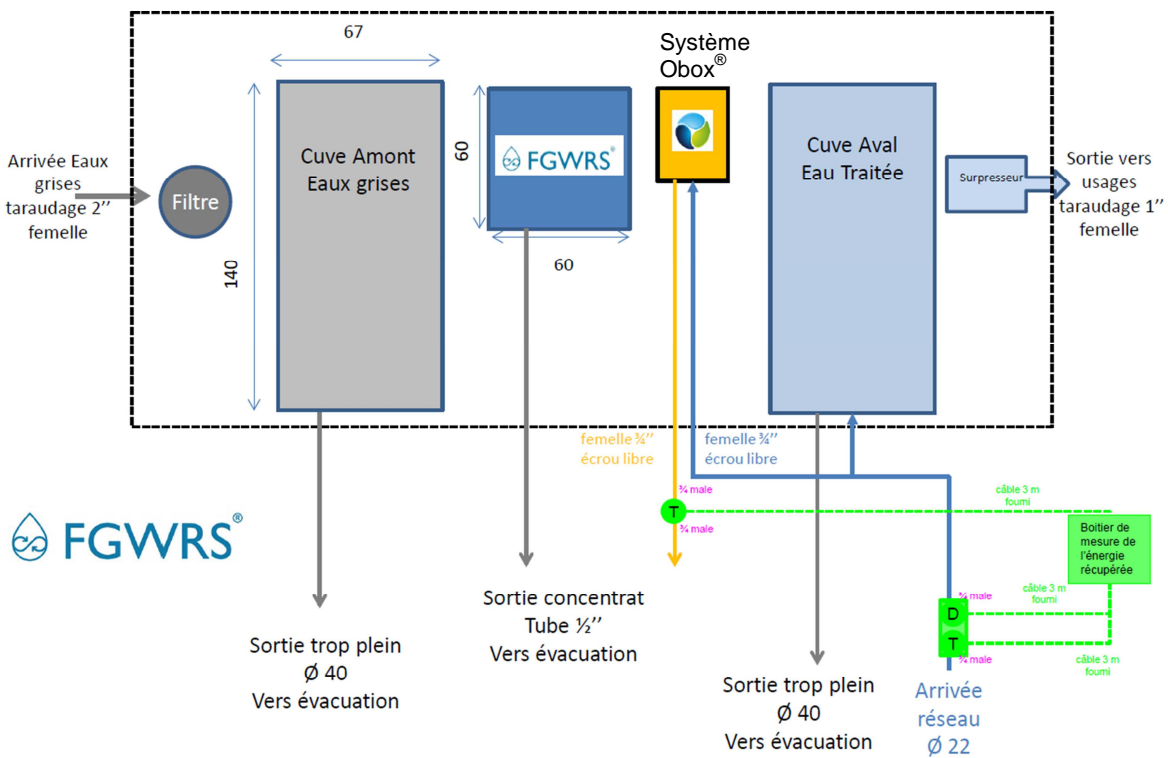 67
Système
Obox®
Arrivée Eaux
grises
taraudage 2’’
femelle
Filtre
140
Cuve Amont
Eaux grises
60
FGWRS®
60
Cuve Aval
Eau Traitée
Surpresseur
Sortie vers
usages
taraudage 1’’
femelle
femelle ¾’’
écrou libre
femelle ¾’’
écrou libre
¾ male
T
¾ male
câble 3 m
fourni
Boitier de
mesure de
l'énergie
récupérée
FGWRS®
¾ male
D
T
¾ male
câble 3 m
fourni
câble 3 m
fourni
Sortie trop plein
Ø 40
Vers évacuation
Sortie concentrat
Tube ½’’
Vers évacuation
Sortie trop plein
Ø 40
Vers évacuation
Arrivée
réseau
Ø 22